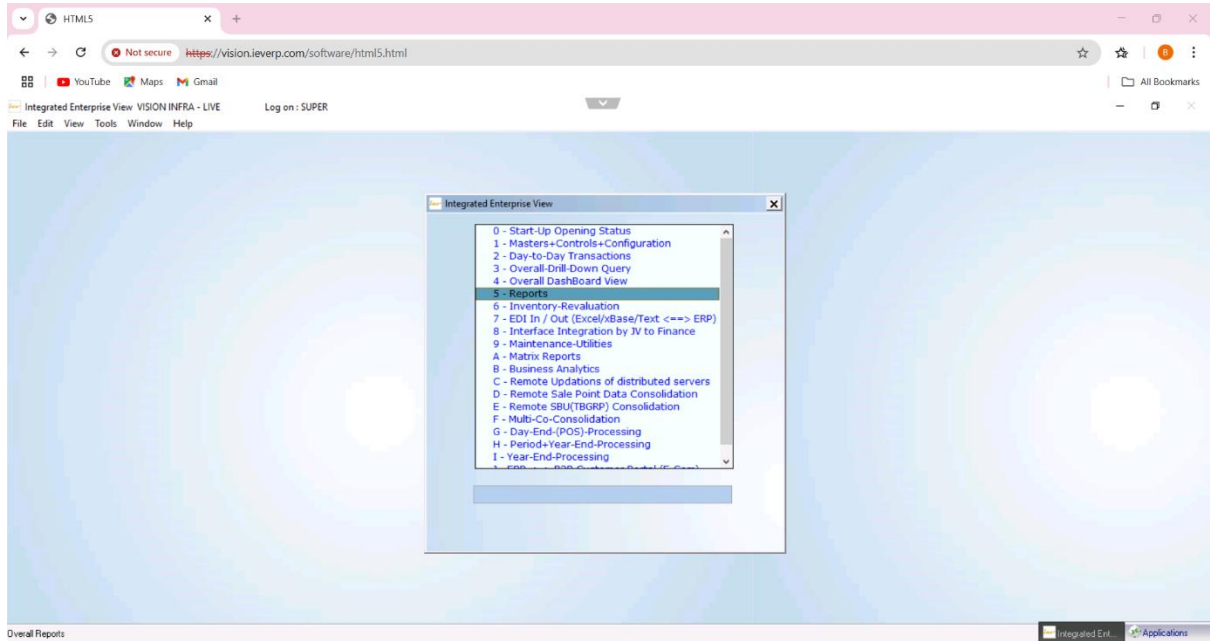 HTML5
Not secure https://vision.ieverp.com/software/html5.html
B
YouTube Maps Gmail All Bookmarks
Integrated Enterprise View VISION INFRA - LIVE Log on : SUPER
File Edit View Tools Window Help
Integrated Enterprise View
0 - Start-Up Opening Status
1 - Masters+Controls+Configuration
2 - Day-to-Day Transactions
3 - Overall-Drill-Down Query
4 - Overall DashBoard View
5 - Reports
6 - Inventory-Revaluation
7 - EDI In / Out (Excel/xBase/Text <==> ERP)
8 - Interface Integration by JV to Finance
9 - Maintenance-Utilities
A - Matrix Reports
B - Business Analytics
C - Remote Updations of distributed servers
D - Remote Sale Point Data Consolidation
E - Remote SBU(TBGRP) Consolidation
F - Multi-Co-Consolidation
G - Day-End-(POS)-Processing
H - Period+Year-End-Processing
I - Year-End-Processing
Overall Reports
Integrated Ent... Applications